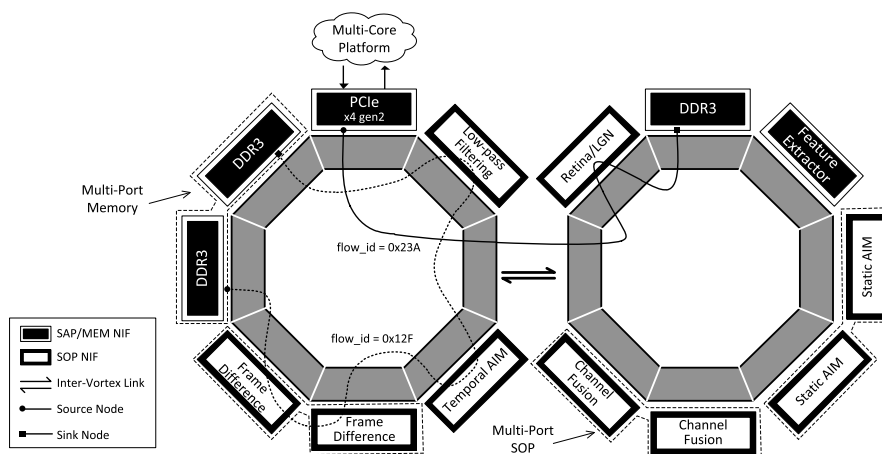 Multi-Core
Platform
PCIe
x4 gen2
DDR3
Low-pass
Filtering
Retina/LGN
DDR3
Feature
Extractor
Multi-Port
Memory
DDR3
flow_id = 0x23A
Static AIM
flow_id = 0x12F
SAP/MEM NIF
SOP NIF
Inter-Vortex Link
Source Node
Sink Node
Frame
Difference
Frame
Difference
Temporal AIM
Channel
Fusion
Multi-Port
SOP
Channel
Fusion
Static AIM